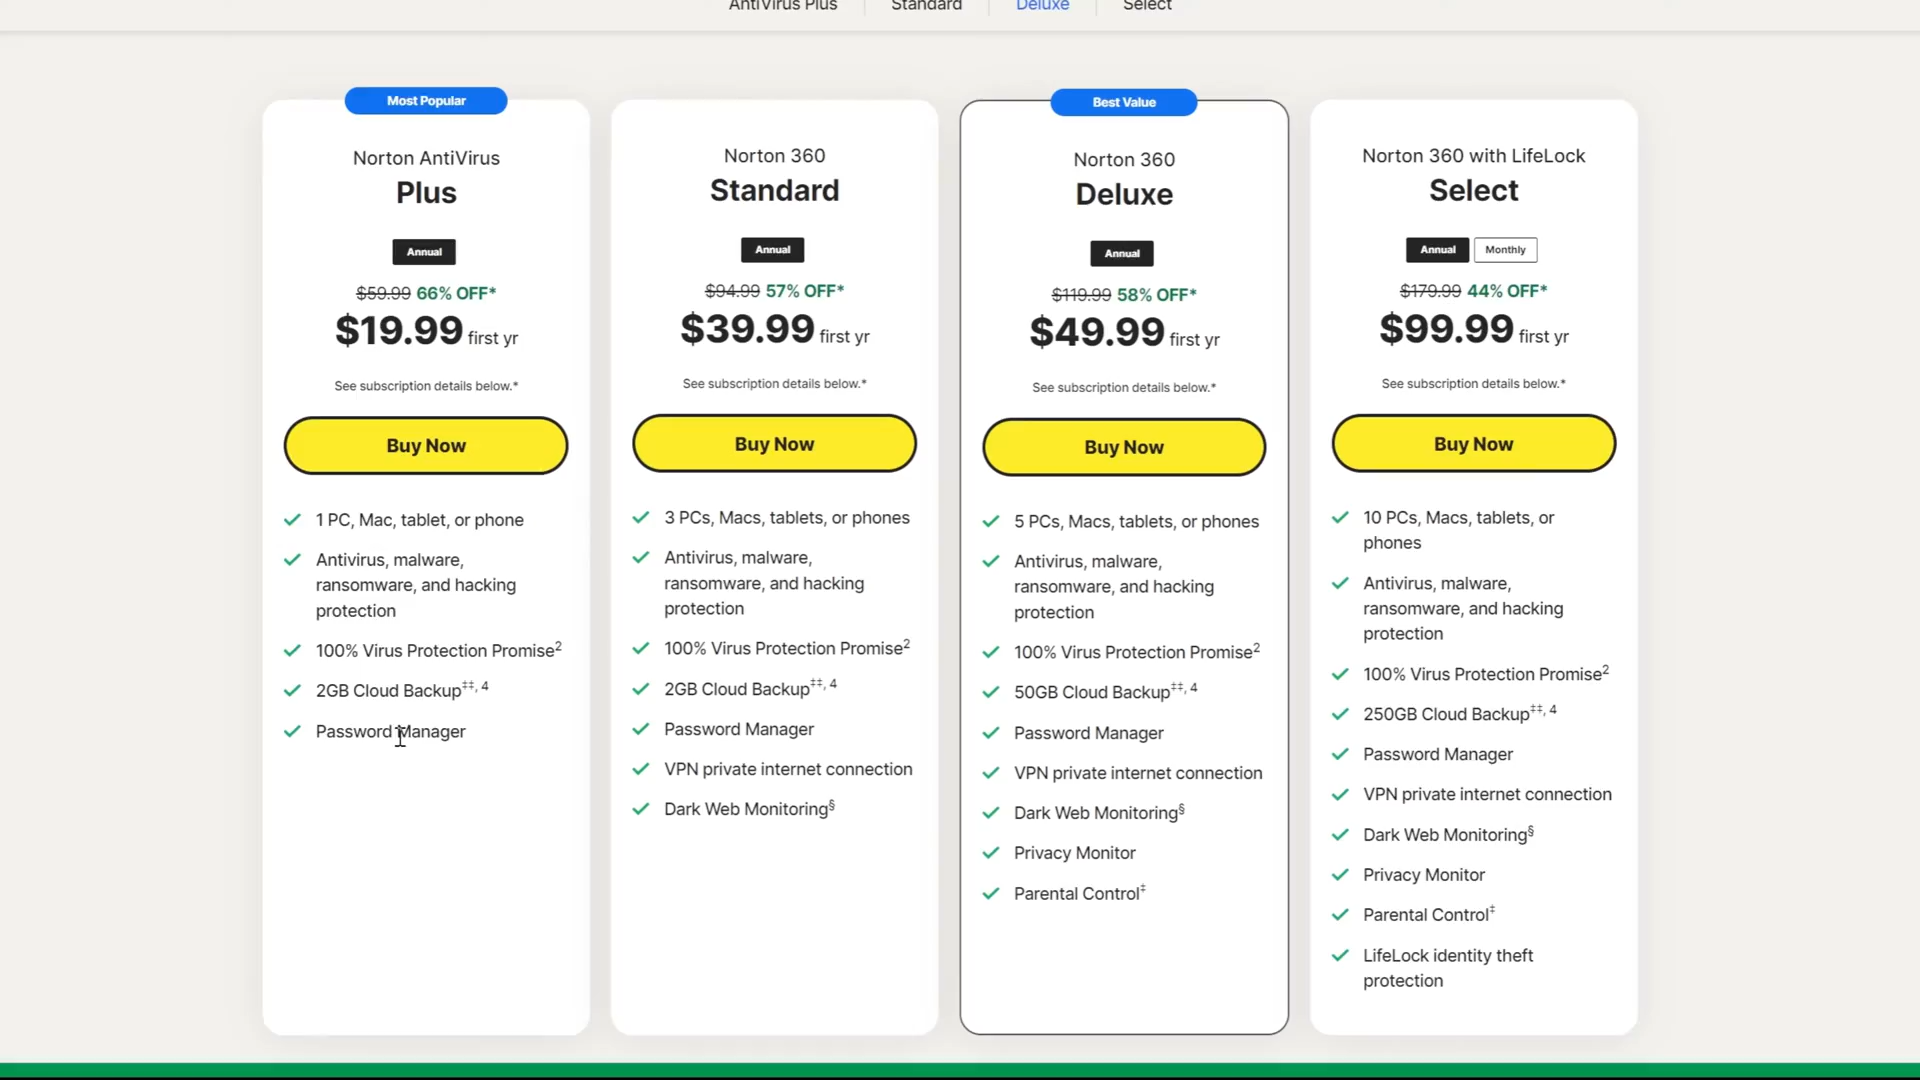 AntiVirus Plus
Standard
Deluxe
Select
Most Popular
Norton AntiVirus
Plus
Annual
$59.99 66% OFF*
$19.99 first yr
See subscription details below.*
Buy Now
1 PC, Mac, tablet, or phone
Antivirus, malware,
ransomware, and hacking
protection
100% Virus Protection Promise2
2GB Cloud Backup‡‡, 4
Password Manager
Norton 360
Standard
Annual
$94.99 57% OFF*
$39.99 first yr
See subscription details below.*
Buy Now
3 PCs, Macs, tablets, or phones
Antivirus, malware,
ransomware, and hacking
protection
100% Virus Protection Promise2
2GB Cloud Backup‡‡, 4
Password Manager
VPN private internet connection
Dark Web Monitoring§
Best Value
Norton 360
Deluxe
Annual
$119.99 58% OFF*
$49.99 first yr
See subscription details below.*
Buy Now
5 PCs, Macs, tablets, or phones
Antivirus, malware,
ransomware, and hacking
protection
100% Virus Protection Promise2
50GB Cloud Backup‡‡, 4
Password Manager
VPN private internet connection
Dark Web Monitoring§
Privacy Monitor
Parental Control‡
Norton 360 with LifeLock
Select
Annual
Monthly
$179.99 44% OFF*
$99.99 first yr
See subscription details below.*
Buy Now
10 PCs, Macs, tablets, or
phones
Antivirus, malware,
ransomware, and hacking
protection
100% Virus Protection Promise2
250GB Cloud Backup‡‡, 4
Password Manager
VPN private internet connection
Dark Web Monitoring§
Privacy Monitor
Parental Control‡
LifeLock identity theft
protection